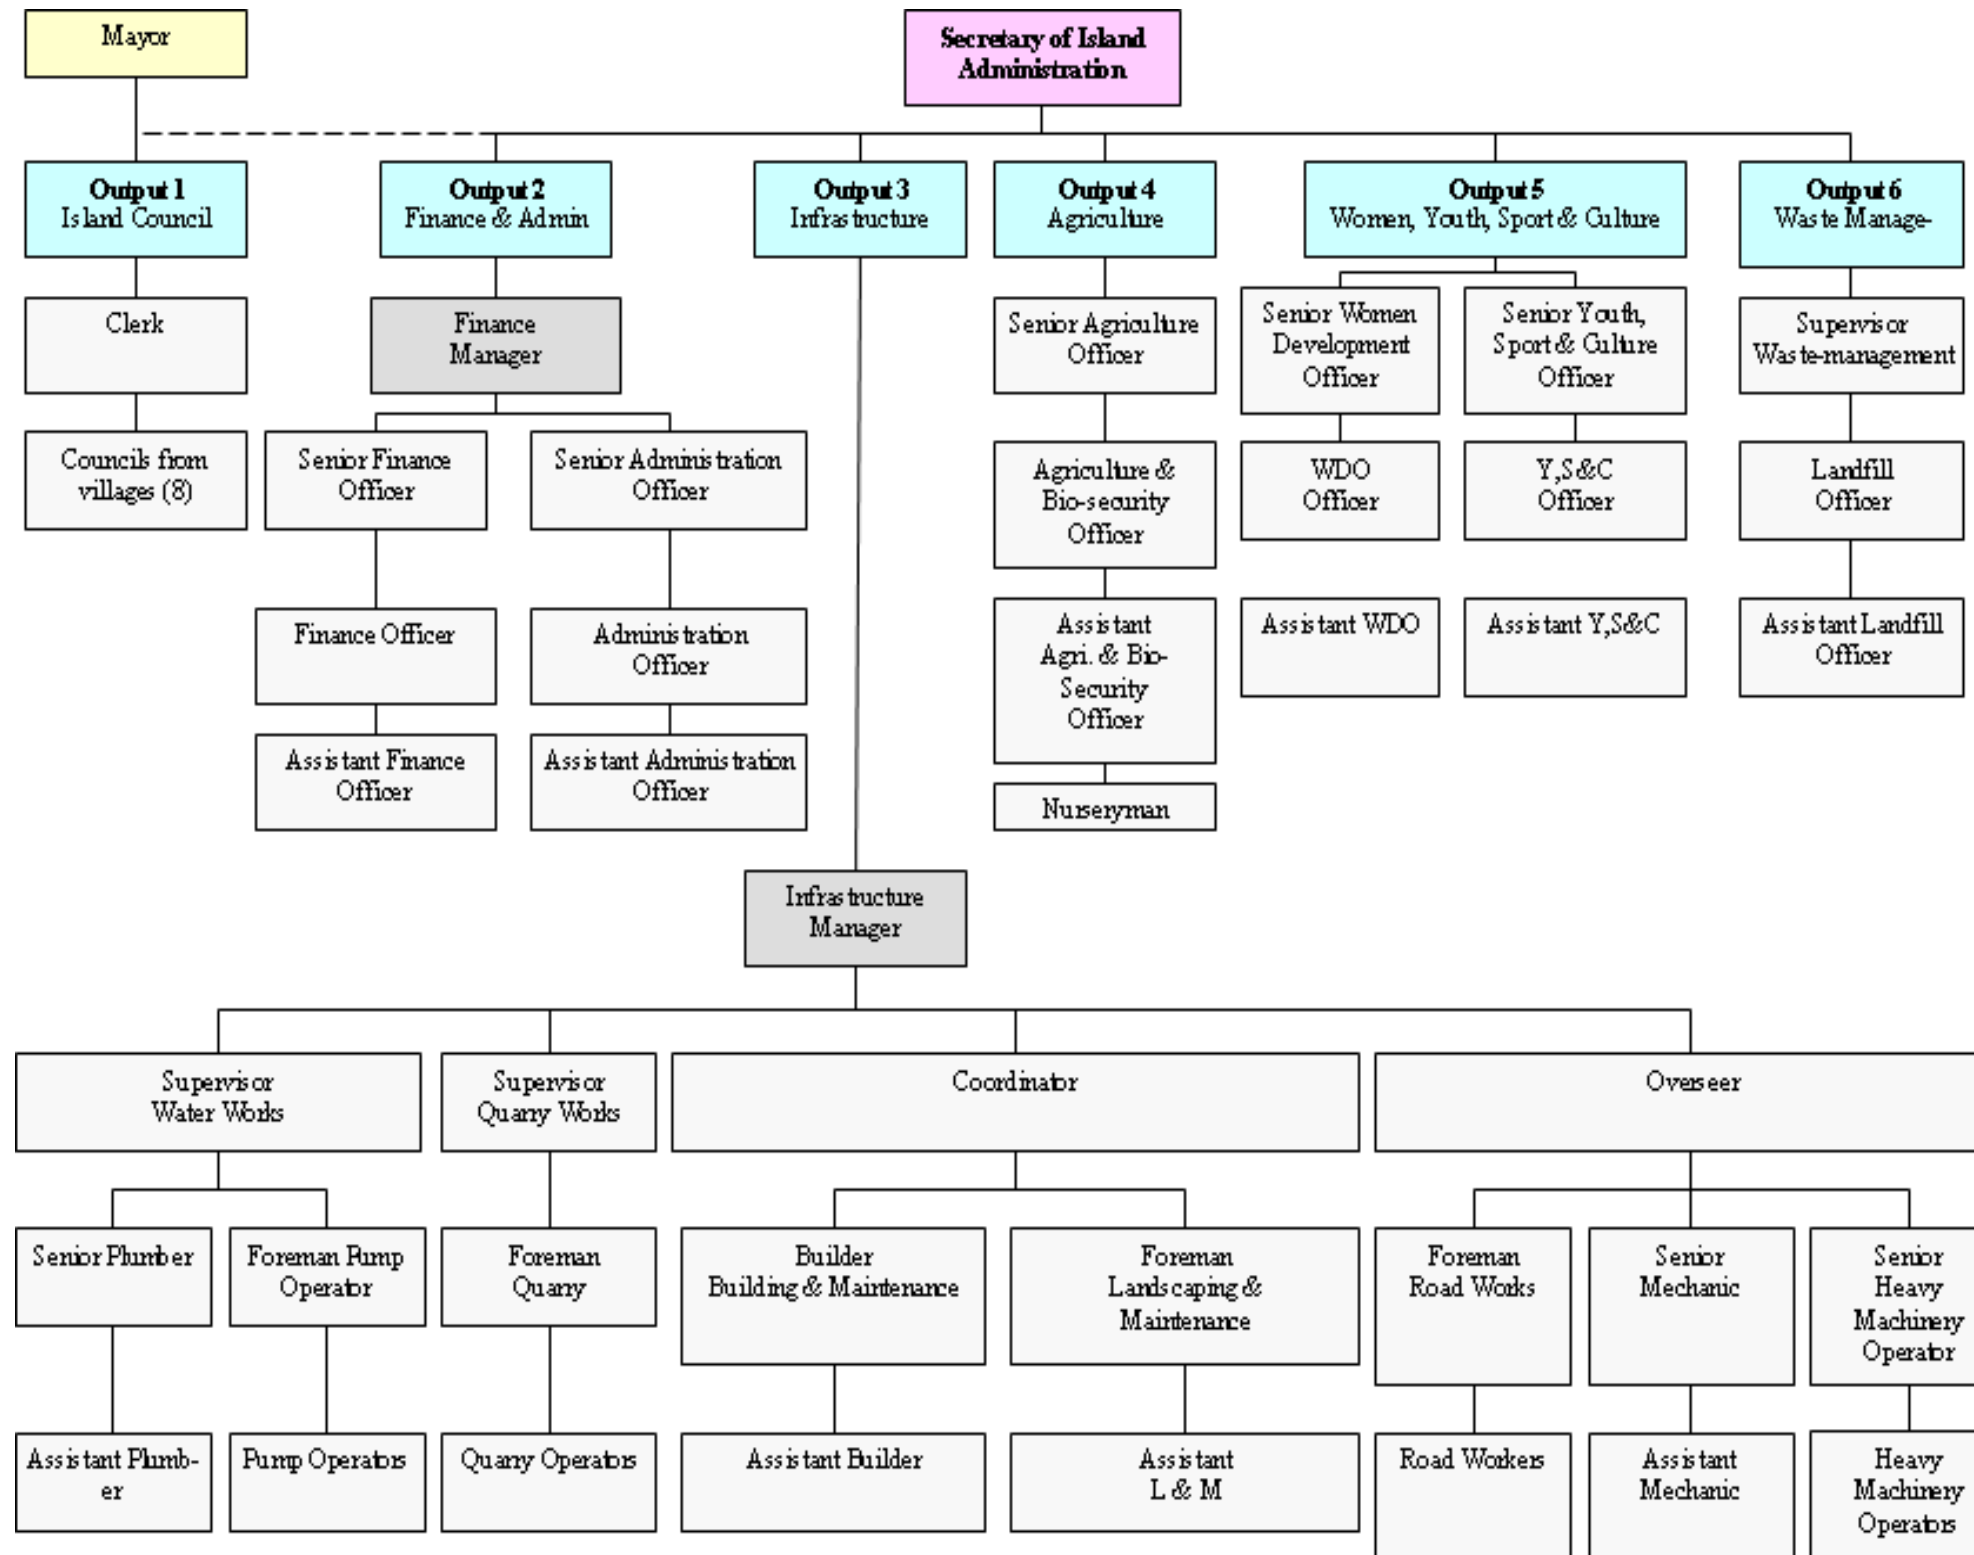 Mayor
Secretary of Island
Administration
Output 1
Island Council
Output 2
Finance & Admin
Output 3
Infrastructure
Output 4
Agriculture
Output 5
Women, Youth, Sport & Culture
Output 6
Waste Manage-
Clerk
Finance
Manager
Senior Agriculture
Officer
Senior Women
Development
Officer
Senior Youth,
Sport & Culture
Officer
Supervisor
Waste-management
Councils from
villages (8)
Senior Finance
Officer
Senior Administration
Officer
Agriculture &
Bio-security
Officer
WDO
Officer
Y,S&C
Officer
Landfill
Officer
Finance Officer
Administration
Officer
Assistant
Agri. & Bio-
Security
Officer
Assistant WDO
Assistant Y,S&C
Assistant Landfill
Officer
Assistant Finance
Officer
Assistant Administration
Officer
Nurseryman
Infrastructure
Manager
Supervisor
Water Works
Supervisor
Quarry Works
Coordinator
Overseer
Senior Plumber
Foreman Pump
Operator
Foreman
Quarry
Builder
Building & Maintenance
Foreman
Landscaping &
Maintenance
Foreman
Road Works
Senior
Mechanic
Senior
Heavy
Machinery
Operator
Assistant Plumb-
er
Pump Operators
Quarry Operators
Assistant Builder
Assistant
L & M
Road Workers
Assistant
Mechanic
Heavy
Machinery
Operators